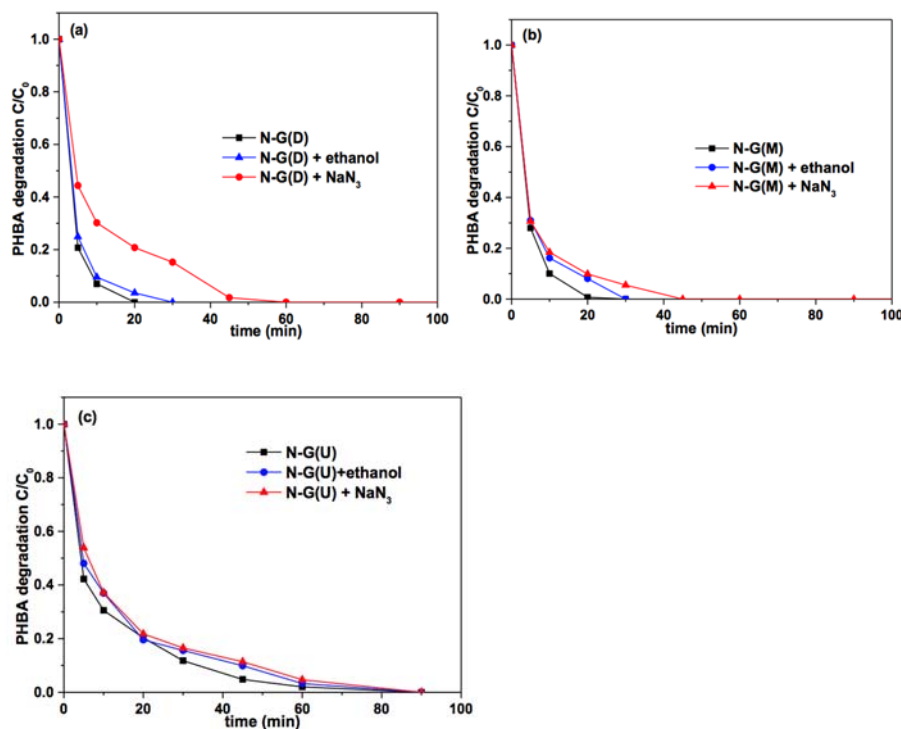 (a)
N-G(D)
N-G(D) + ethanol
N-G(D) + NaN₃
PHBA degradation C/C₀
1.0
0.8
0.6
0.4
0.2
0.0
0 20 40 60 80 100
time (min)
(b)
N-G(M)
N-G(M) + ethanol
N-G(M) + NaN₃
PHBA degradation C/C₀
1.0
0.8
0.6
0.4
0.2
0.0
0 20 40 60 80 100
time (min)
(c)
N-G(U)
N-G(U)+ethanol
N-G(U) + NaN₃
PHBA degradation C/C₀
1.0
0.8
0.6
0.4
0.2
0.0
0 20 40 60 80 100
time (min)